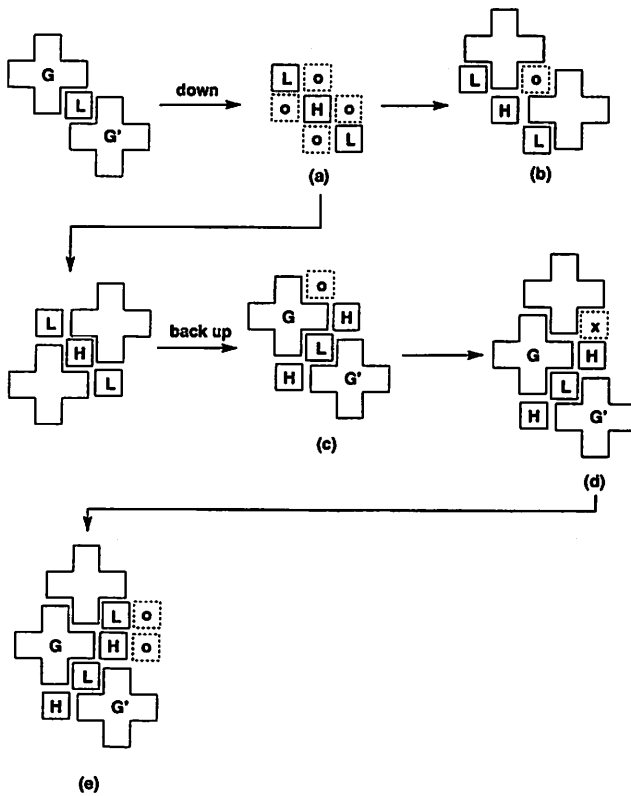 G
L
G'
down
L o
o H o
o L
(a)
L o
H
L
(b)
L
H
L
back up
o
G H
L
H G'
(c)
x
G H
L
H G'
(d)
L o
G H o
L
H G'
(e)